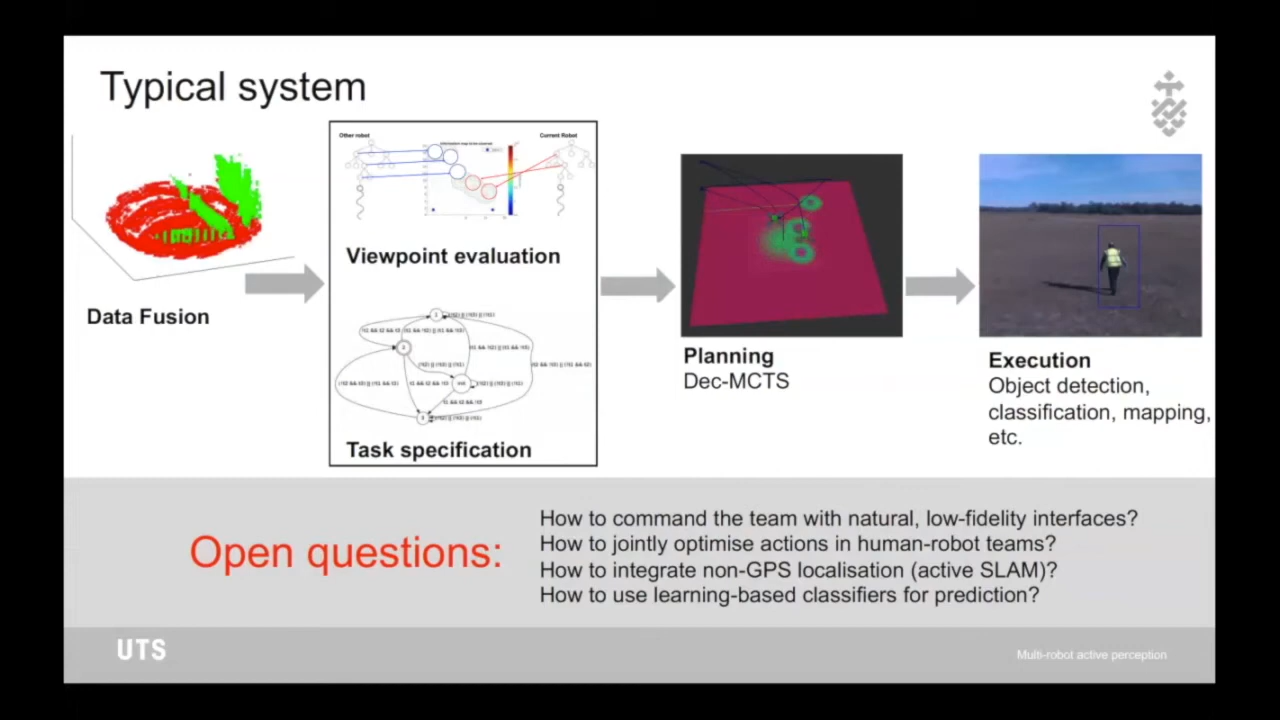 Typical system
Other robot
Current Robot
Viewpoint evaluation
Data Fusion
Task specification
Planning
Dec-MCTS
Execution
Object detection,
classification, mapping,
etc.
Open questions:
How to command the team with natural, low-fidelity interfaces?
How to jointly optimise actions in human-robot teams?
How to integrate non-GPS localisation (active SLAM)?
How to use learning-based classifiers for prediction?
UTS
Multi-robot active perception